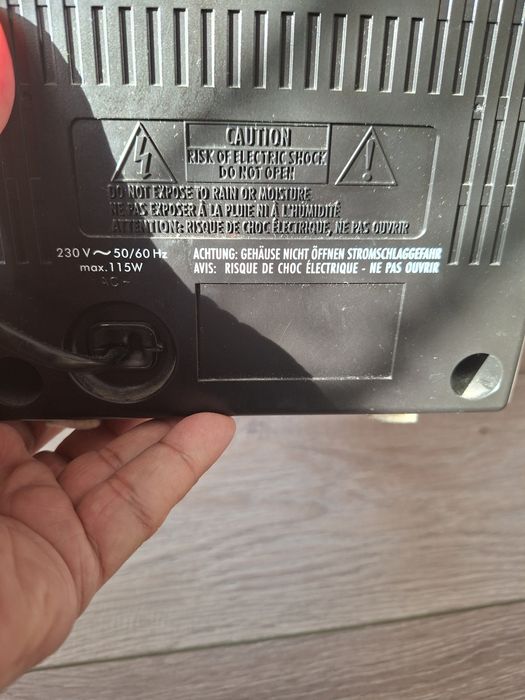 CAUTION
RISK OF ELECTRIC SHOCK
DO NOT OPEN
DO NOT EXPOSE TO RAIN OR MOISTURE
NE PAS EXPOSER À LA PLUIE NI À L'HUMIDITÉ
ATTENTION: RISQUE DE CHOC ÉLECTRIQUE, NE PAS OUVRIR
230 V~50/60 Hz
max.115W
AC~
ACHTUNG: GEHÄUSE NICHT ÖFFNEN STROMSCHLAGGEFAHR
AVIS: RISQUE DE CHOC ÉLECTRIQUE - NE PAS OUVRIR